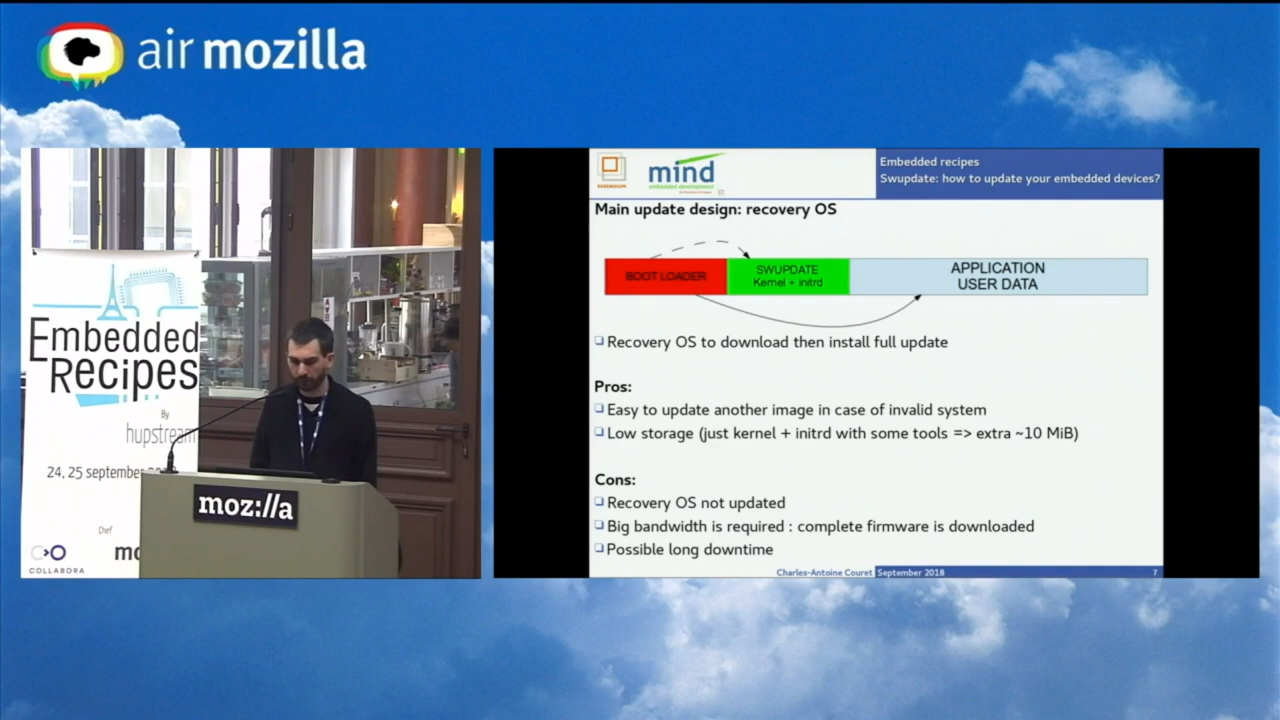 air mozilla
Embedded
Recipes
By
hupstream
24, 25 september
Chef
COLLABORA
moz://a
mind
embedded development
ESSENSIUM
Embedded recipes
Swupdate: how to update your embedded devices?
Main update design: recovery OS
BOOT LOADER
SWUPDATE
Kernel + initrd
APPLICATION
USER DATA
Recovery OS to download then install full update
Pros:
Easy to update another image in case of invalid system
Low storage (just kernel + initrd with some tools => extra ~10 MiB)
Cons:
Recovery OS not updated
Big bandwidth is required : complete firmware is downloaded
Possible long downtime
Charles-Antoine Couret September 2018 7